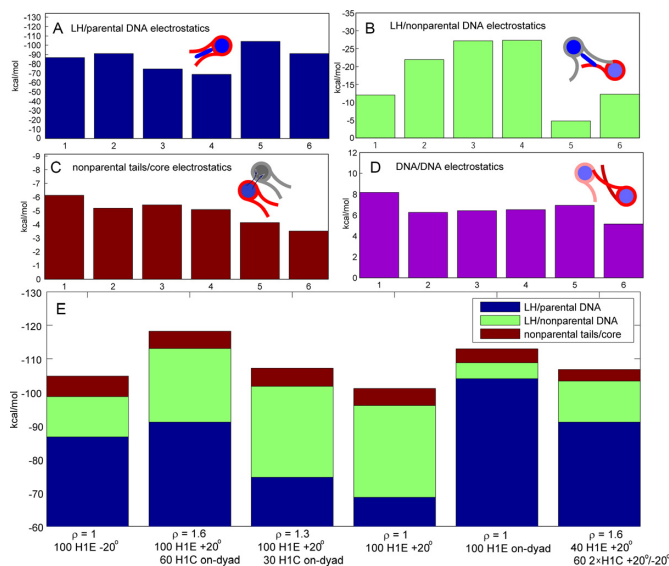 A LH/parental DNA electrostatics
kcal/mol
-130
-120
-110
-100
-90
-80
-70
-60
-50
-40
-30
-20
-10
0
1 2 3 4 5 6
B LH/nonparental DNA electrostatics
kcal/mol
-35
-30
-25
-20
-15
-10
-5
0
1 2 3 4 5 6
C nonparental tails/core electrostatics
kcal/mol
-9
-8
-7
-6
-5
-4
-3
-2
-1
0
1 2 3 4 5 6
D DNA/DNA electrostatics
kcal/mol
12
10
8
6
4
2
0
1 2 3 4 5 6
E
kcal/mol
-130
-120
-110
-100
-90
-80
-70
-60
LH/parental DNA
LH/nonparental DNA
nonparental tails/core
ρ = 1
100 H1E -20°
ρ = 1.6
100 H1E +20°
60 H1C on-dyad
ρ = 1.3
100 H1E +20°
30 H1C on-dyad
ρ = 1
100 H1E +20°
ρ = 1
100 H1E on-dyad
ρ = 1.6
40 H1E +20°
60 2×H1C +20°/-20°